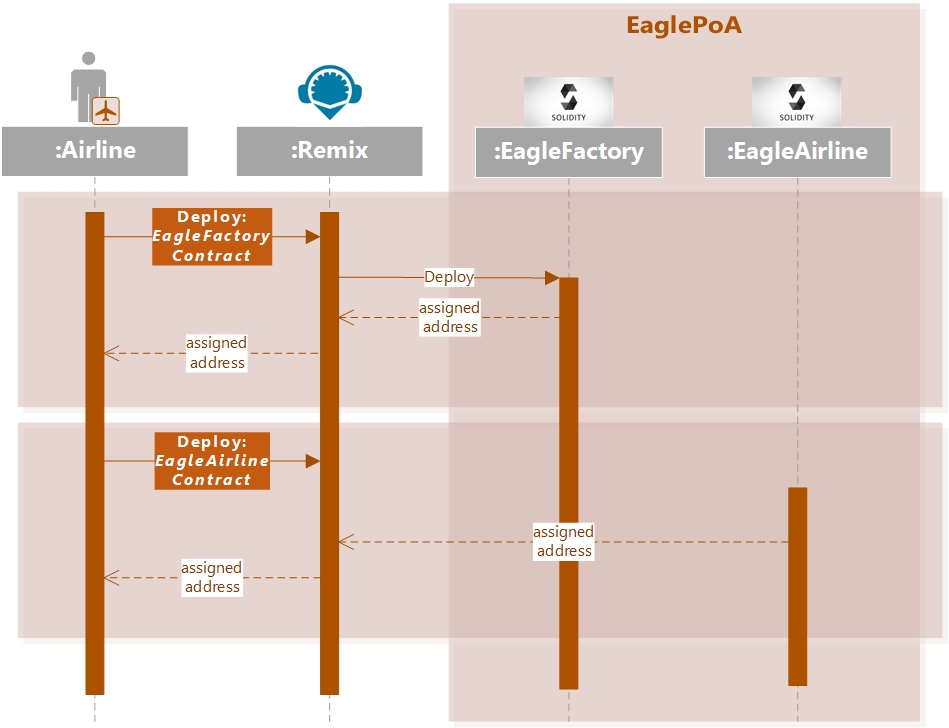 EaglePoA
SOLIDITY
SOLIDITY
:Airline
:Remix
:EagleFactory
:EagleAirline
Deploy:
EagleFactory
Contract
Deploy
assigned
address
assigned
address
Deploy:
EagleAirline
Contract
assigned
address
assigned
address